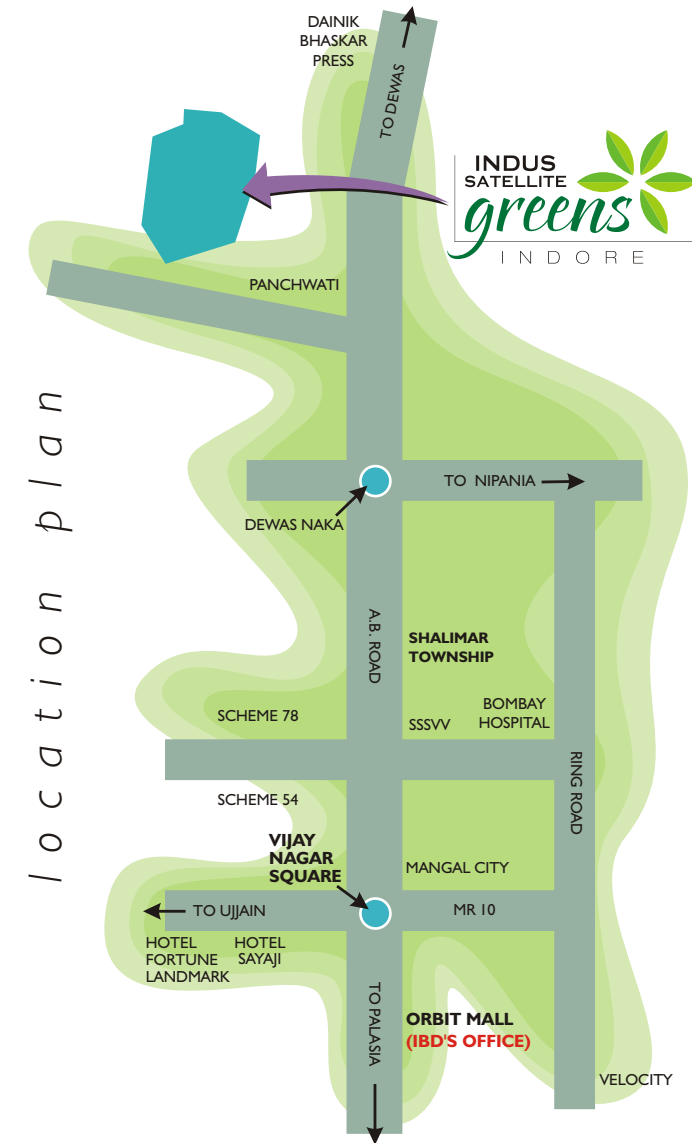 DAINIK
BHASKAR
PRESS
TO DEWAS
INDUS
SATELLITE
greens
INDORE
PANCHWATI
location plan
TO NIPANIA
DEWAS NAKA
A.B. ROAD
SHALIMAR
TOWNSHIP
SCHEME 78
SSSVV
BOMBAY
HOSPITAL
RING ROAD
SCHEME 54
VIJAY
NAGAR
SQUARE
MANGAL CITY
TO UJJAIN
MR 10
HOTEL
FORTUNE
LANDMARK
HOTEL
SAYAJI
TO PALASIA
ORBIT MALL
(IBD'S OFFICE)
VELOCITY